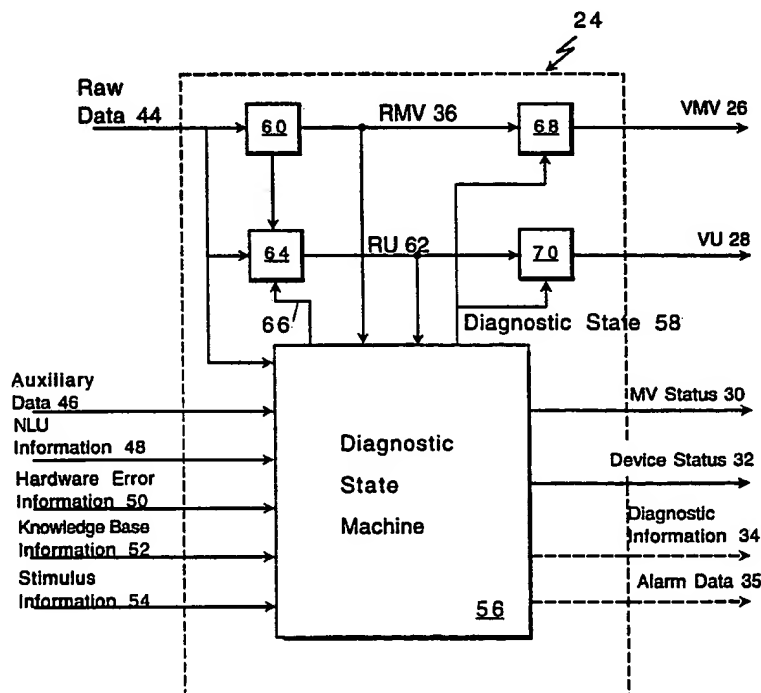 24
Raw
Data 44
60
RMV 36
68
VMV 26
64
RU 62
70
VU 28
66
Diagnostic State 58
Auxiliary
Data 46
NLU
Information 48
Hardware Error
Information 50
Knowledge Base
Information 52
Stimulus
Information 54
Diagnostic
State
Machine
56
MV Status 30
Device Status 32
Diagnostic
Information 34
Alarm Data 35